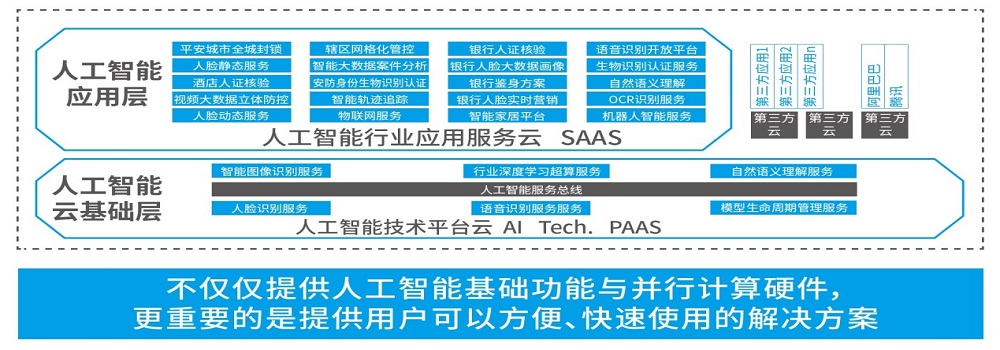 人工智能
应用层
平安城市全城封锁
辖区网格化管控
银行人证核验
语音识别开放平台
人脸静态服务
智能大数据案件分析
银行人脸大数据画像
生物识别认证服务
酒店人证核验
安防身份生物识别认证
银行鉴身方案
自然语义理解
视频大数据立体防控
智能轨迹追踪
银行人脸实时营销
OCR识别服务
人脸动态服务
物联网服务
智能家居平台
机器人智能服务
人工智能行业应用服务云 SAAS
第三方应用1
第三方应用2
第三方应用n
阿里巴巴
腾讯
第三方
云
第三方
云
第三方
云
人工智能
云基础层
智能图像识别服务
行业深度学习超算服务
自然语义理解服务
人工智能服务总线
人脸识别服务
语音识别服务服务
模型生命周期管理服务
人工智能技术平台云 AI Tech. PAAS
不仅仅提供人工智能基础功能与并行计算硬件,
更重要的是提供用户可以方便、快速使用的解决方案